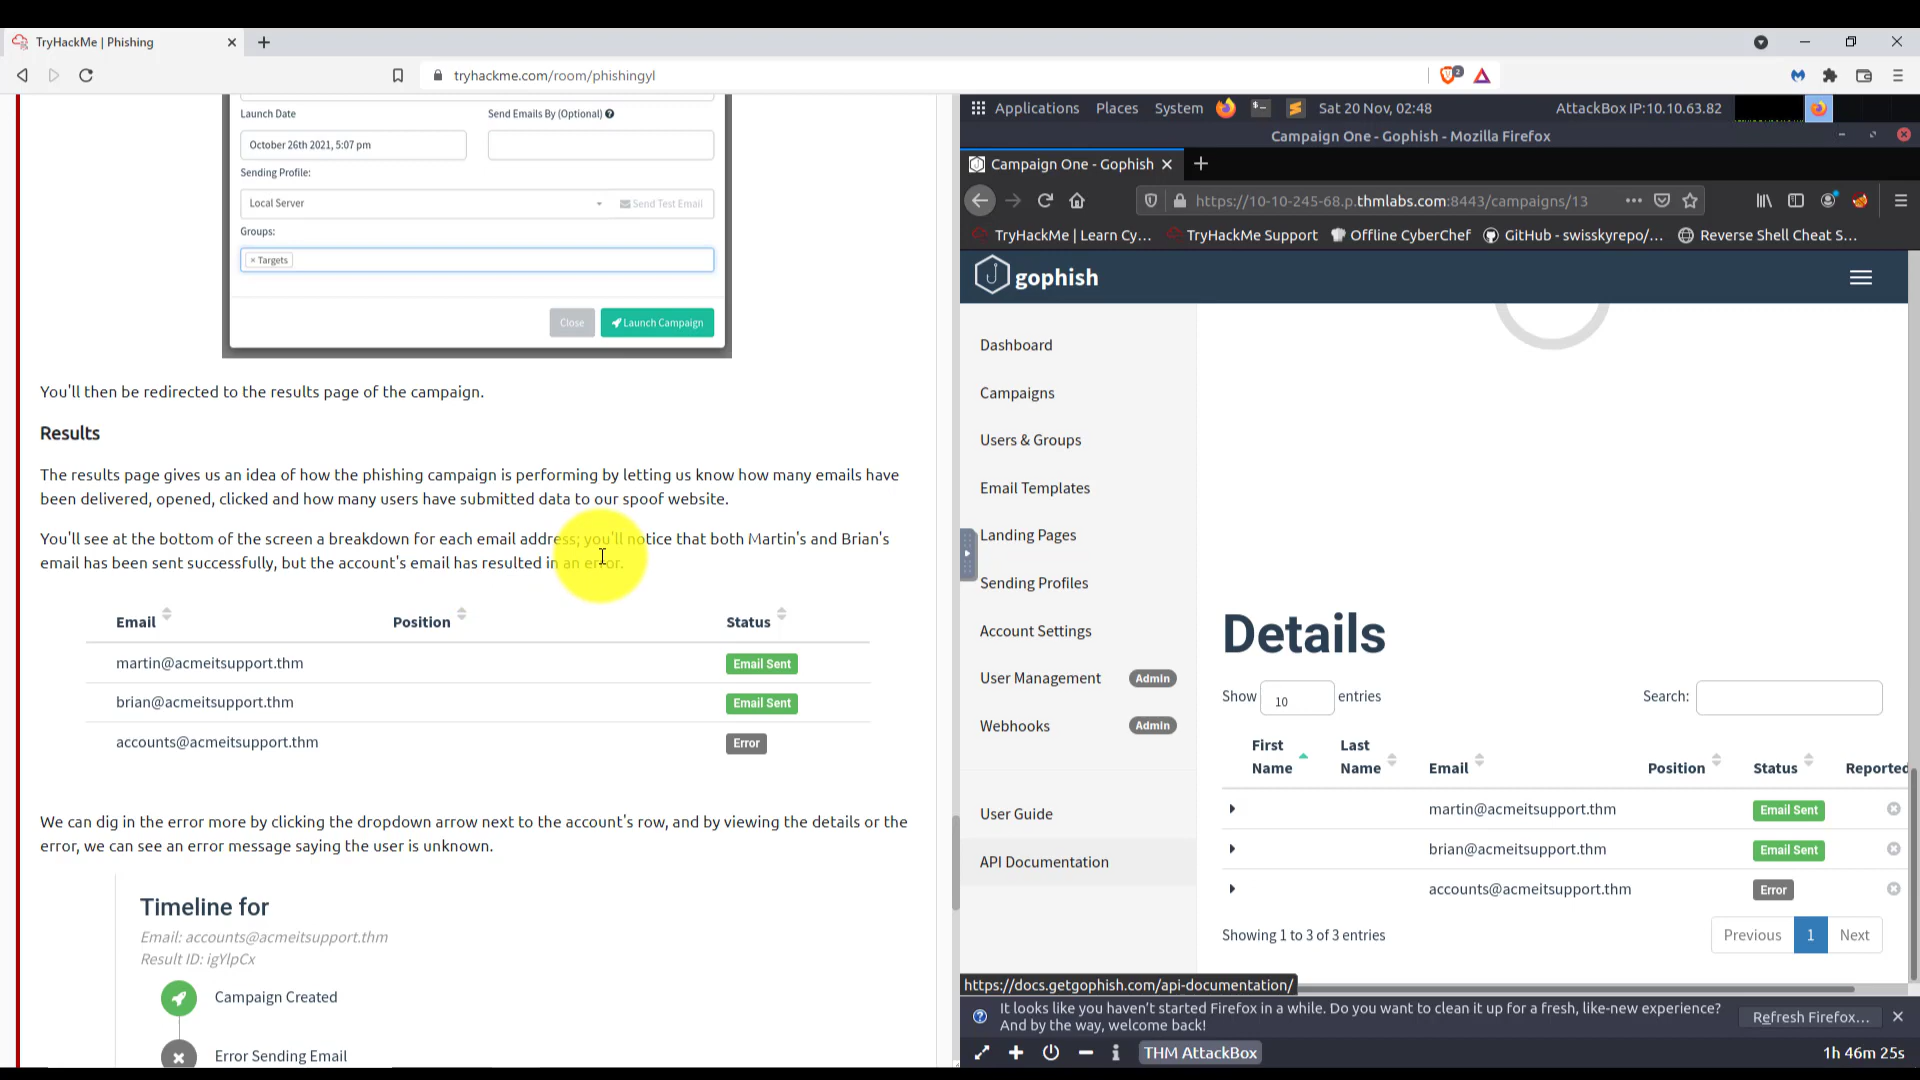 TryHackMe | Phishing
tryhackme.com/room/phishingyl
2
Launch Date
Send Emails By (Optional)
October 26th 2021, 5:07 pm
Sending Profile:
Local Server
Send Test Email
Groups:
× Targets
Close
Launch Campaign
You'll then be redirected to the results page of the campaign.
Results
The results page gives us an idea of how the phishing campaign is performing by letting us know how many emails have
been delivered, opened, clicked and how many users have submitted data to our spoof website.
You'll see at the bottom of the screen a breakdown for each email address; you'll notice that both Martin's and Brian's
email has been sent successfully, but the account's email has resulted in an error.
Email Position Status
martin@acmeitsupport.thm Email Sent
brian@acmeitsupport.thm Email Sent
accounts@acmeitsupport.thm Error
We can dig in the error more by clicking the dropdown arrow next to the account's row, and by viewing the details or the
error, we can see an error message saying the user is unknown.
Timeline for
Email: accounts@acmeitsupport.thm
Result ID: igYlpCx
Campaign Created
Error Sending Email
Applications Places System Sat 20 Nov, 02:48 AttackBox IP:10.10.63.82
Campaign One - Gophish - Mozilla Firefox
Campaign One - Gophish
https://10-10-245-68.p.thmlabs.com:8443/campaigns/13
TryHackMe | Learn Cy... TryHackMe Support Offline CyberChef GitHub - swisskyrepo/... Reverse Shell Cheat S...
gophish
Dashboard
Campaigns
Users & Groups
Email Templates
Landing Pages
Sending Profiles
Account Settings
User Management Admin
Webhooks Admin
User Guide
API Documentation
Details
Show 10 entries Search:
First Name Last Name Email Position Status Reported
martin@acmeitsupport.thm Email Sent
brian@acmeitsupport.thm Email Sent
accounts@acmeitsupport.thm Error
Showing 1 to 3 of 3 entries Previous 1 Next
https://docs.getgophish.com/api-documentation/
It looks like you haven't started Firefox in a while. Do you want to clean it up for a fresh, like-new experience?
And by the way, welcome back!
Refresh Firefox...
THM AttackBox
1h 46m 25s